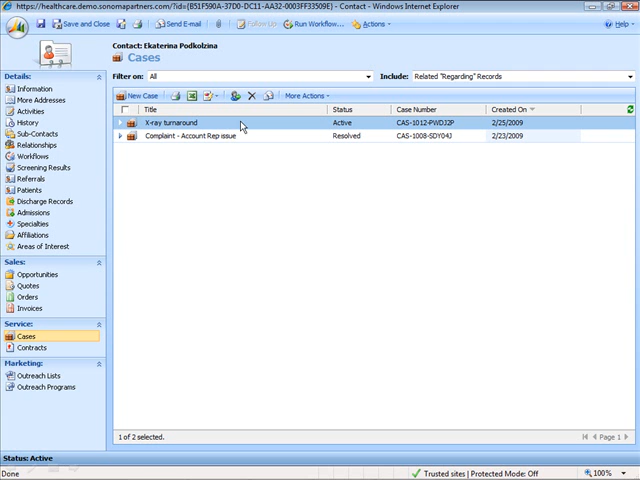 https://healthcare.demo.sonomapartners.com/?id={B51F590A-37D0-DC11-AA32-0003FF33509E} - Contact - Windows Internet Explorer
Save and Close Send E-mail Follow Up Run Workflow... Actions Help
Contact: Ekaterina Podkolzina
Cases
Details:
Information
More Addresses
Activities
History
Sub-Contacts
Relationships
Workflows
Screening Results
Referrals
Patients
Discharge Records
Admissions
Specialties
Affiliations
Areas of Interest
Sales:
Opportunities
Quotes
Orders
Invoices
Service:
Cases
Contracts
Marketing:
Outreach Lists
Outreach Programs
Filter on: All Include: Related "Regarding" Records
New Case More Actions
Title Status Case Number Created On
X-ray turnaround Active CAS-1012-PWDJ2P 2/25/2009
Complaint - Account Rep issue Resolved CAS-1008-SDY04J 2/23/2009
1 of 2 selected. Page 1
Status: Active
Done Trusted sites | Protected Mode: Off 100%